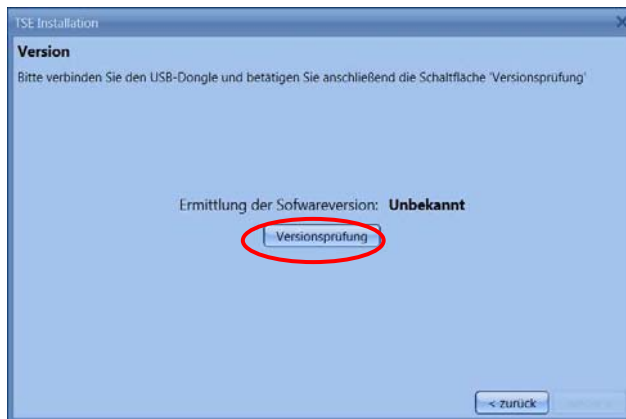 TSE Installation
Version
Bitte verbinden Sie den USB-Dongle und betätigen Sie anschließend die Schaltfläche 'Versionsprüfung'
Ermittlung der Sofwareversion: Unbekannt
Versionsprüfung
< zurück